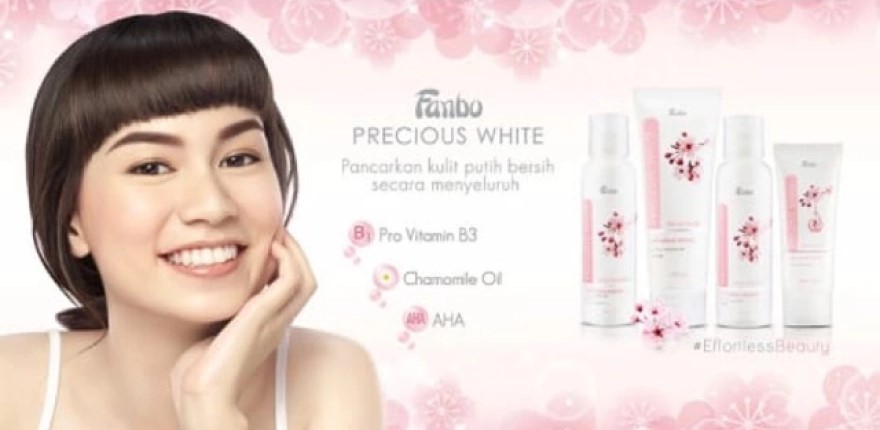 Fanbo
PRECIOUS WHITE
Pancarkan kulit putih bersih
secara menyeluruh
B3 Pro Vitamin B3
Chamomile Oil
AHA AHA
#EffortlessBeauty